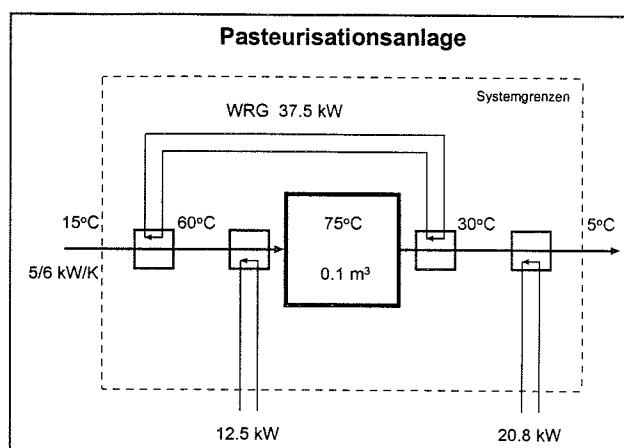 Pasteurisationsanlage
Systemgrenzen
WRG 37.5 kW
15°C 60°C 75°C 30°C 5°C
5/6 kW/K 0.1 m³
12.5 kW 20.8 kW